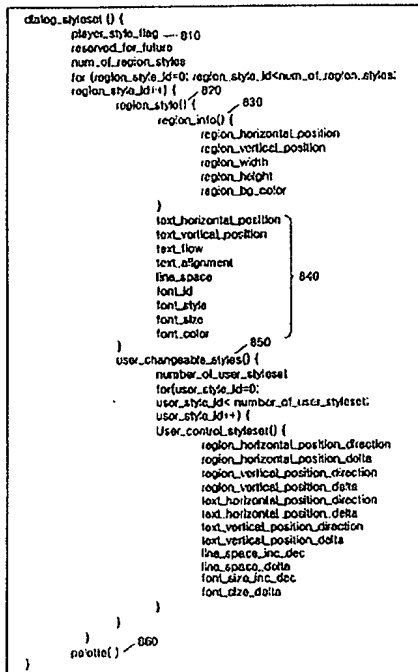 dialog_styleset () {
player_style_flag 810
reserved_for_future
num_of_region_styles
for (region_style_id=0; region_style_id<num_of_region_styles;
region_style_id++) { 820
region_style() { 830
region_info() {
region_horizontal_position
region_vertical_position
region_width
region_height
region_bg_color
}
text_horizontal_position
text_vertical_position
text_flow
text_alignment
line_space 840
font_id
font_style
font_size
font_color
} 850
user_changeable_styles() {
number_of_user_styleset
for(user_style_id=0;
user_style_id< number_of_user_styleset;
user_style_id++) {
User_control_styleset() {
region_horizontal_position_direction
region_horizontal_position_delta
region_vertical_position_direction
region_vertical_position_delta
text_horizontal_position_direction
text_horizontal_position_delta
text_vertical_position_direction
text_vertical_position_delta
line_space_inc_dec
line_space_delta
font_size_inc_dec
font_size_delta
}
}
}
palette( ) 860
}